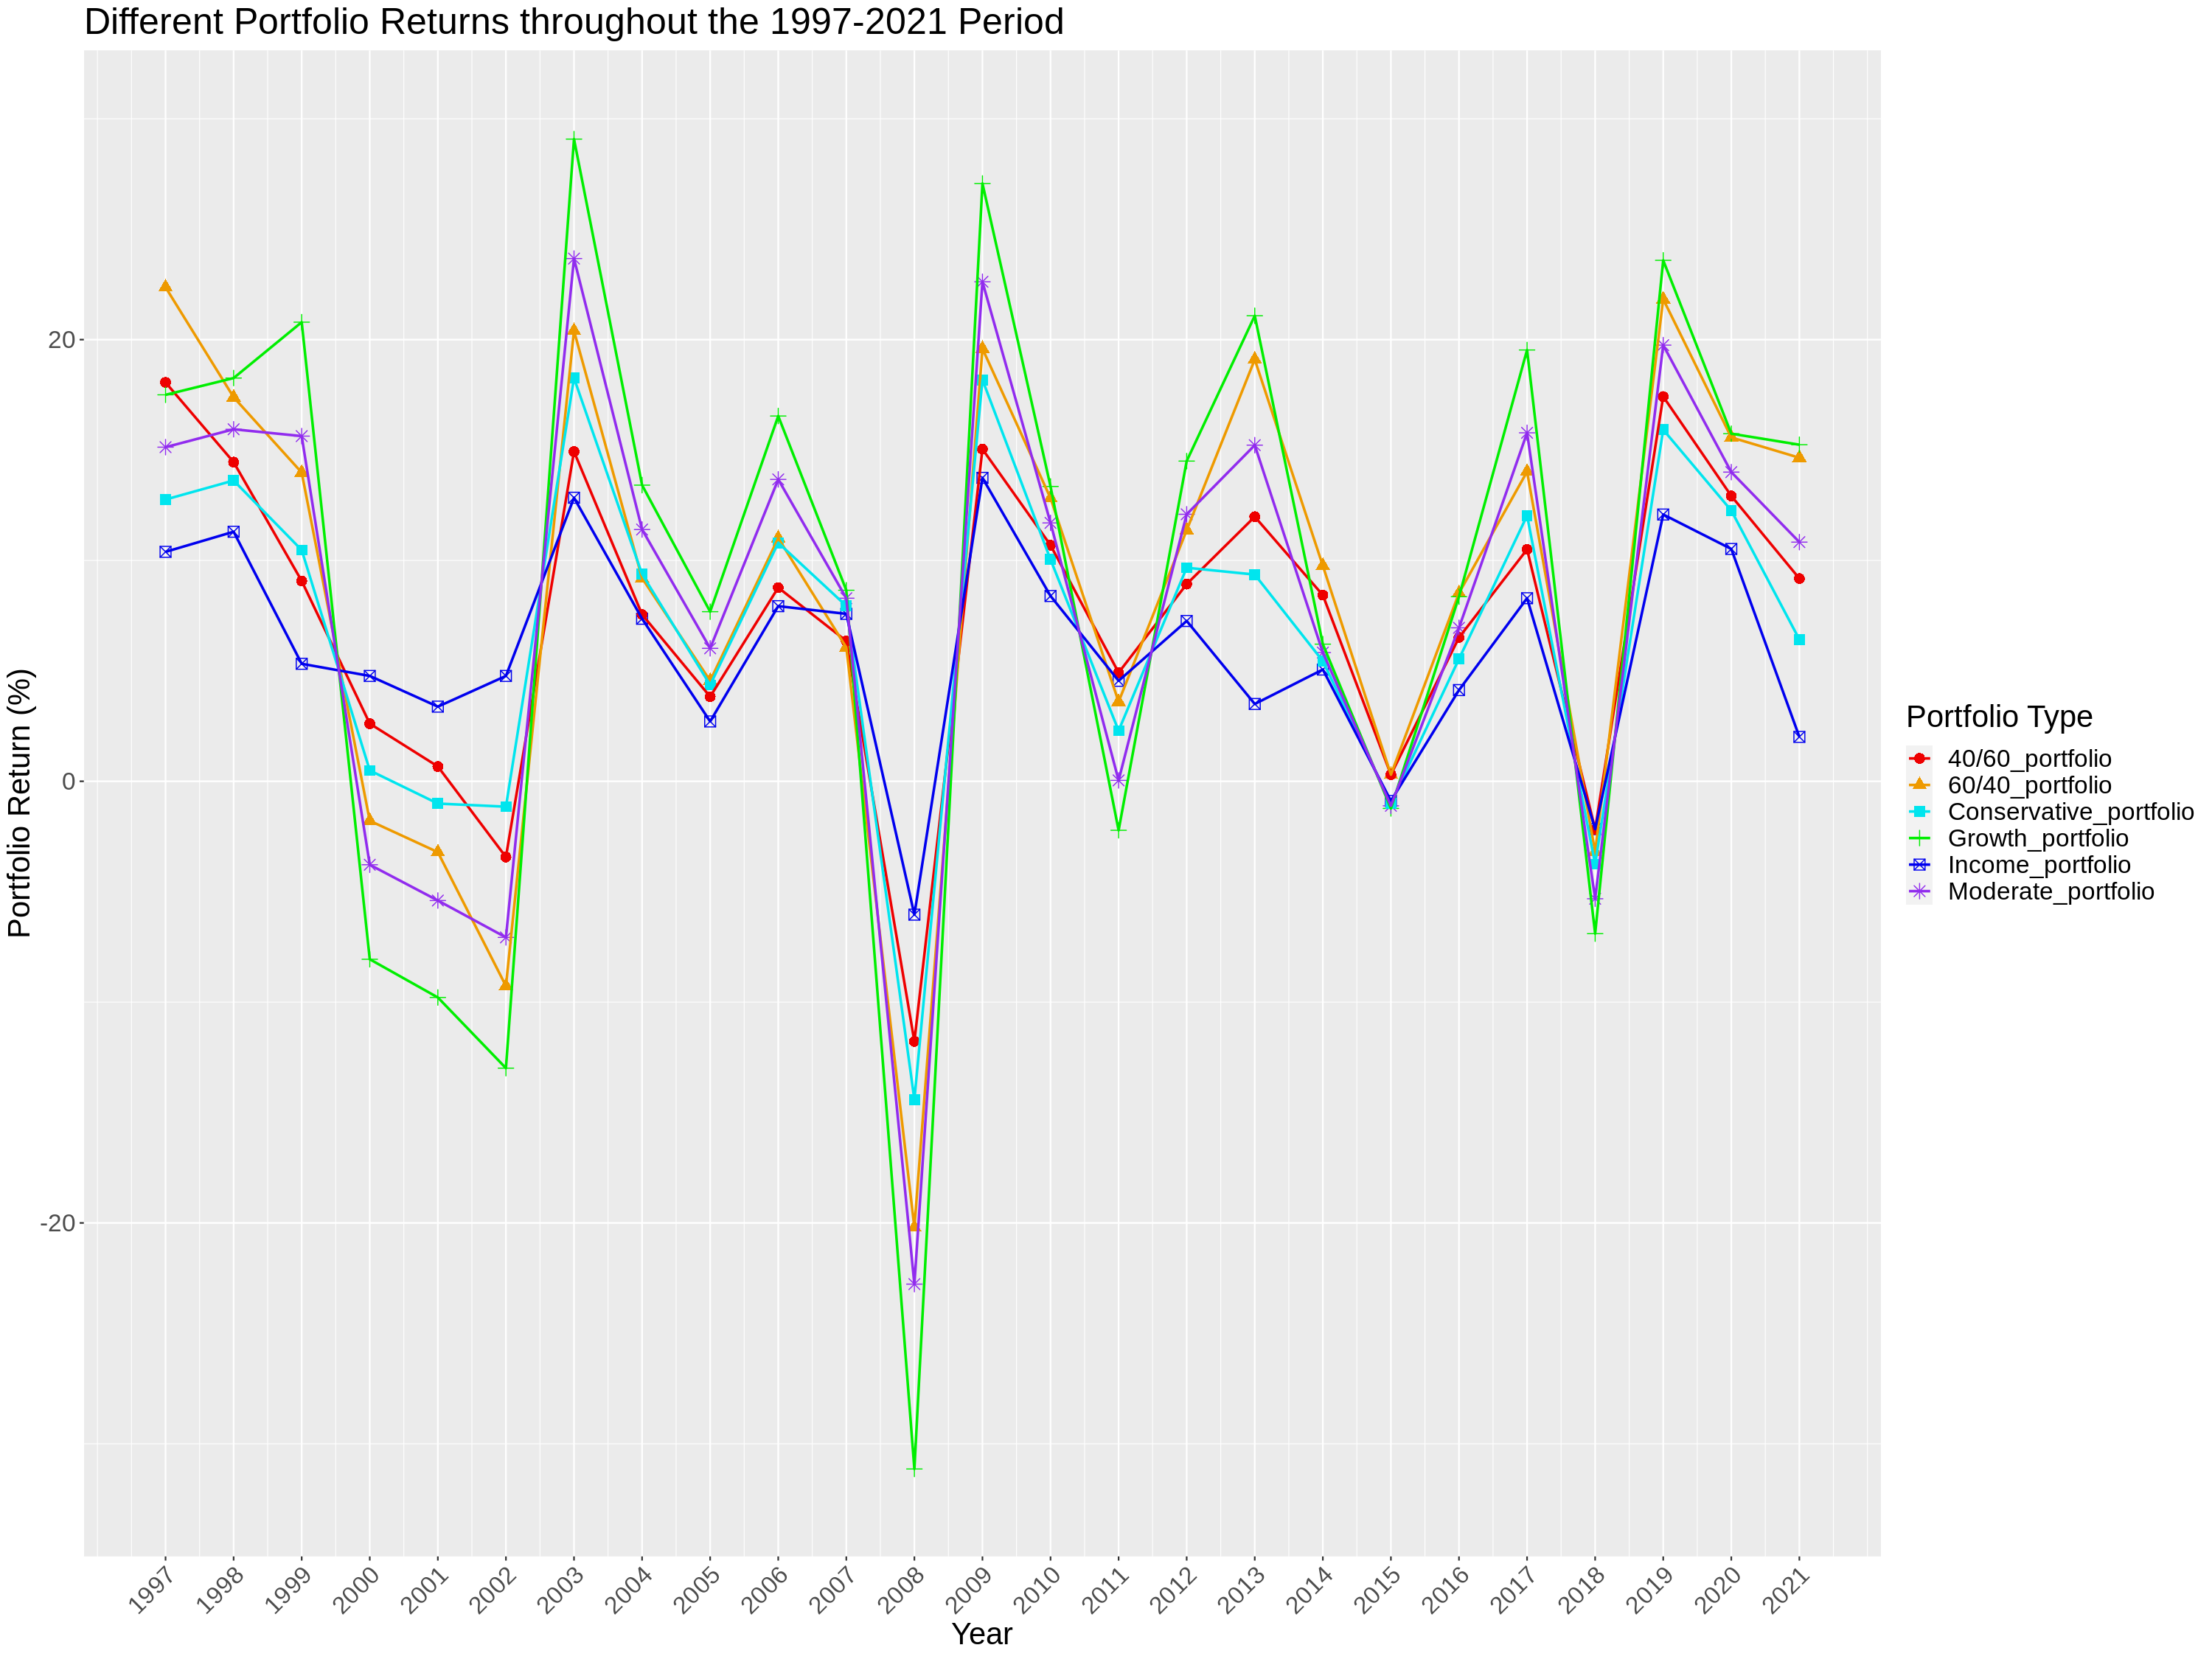 Different Portfolio Returns throughout the 1997-2021 Period
Portfolio Return (%)
20
0
-20
1997
1998
1999
2000
2001
2002
2003
2004
2005
2006
2007
2008
2009
2010
2011
2012
2013
2014
2015
2016
2017
2018
2019
2020
2021
Year
Portfolio Type
40/60_portfolio
60/40_portfolio
Conservative_portfolio
Growth_portfolio
Income_portfolio
Moderate_portfolio